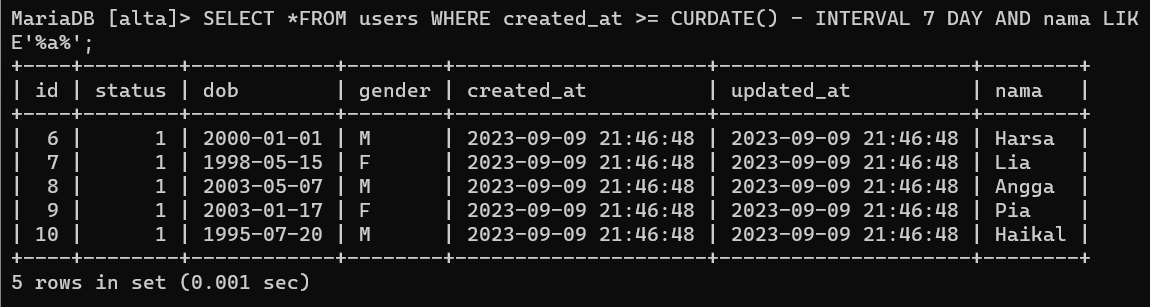 MariaDB [alta]> SELECT *FROM users WHERE created_at >= CURDATE() - INTERVAL 7 DAY AND nama LIK
E'%a%';
+----+--------+------------+--------+---------------------+---------------------+--------+
| id | status | dob        | gender | created_at          | updated_at          | nama   |
+----+--------+------------+--------+---------------------+---------------------+--------+
|  6 |      1 | 2000-01-01 | M      | 2023-09-09 21:46:48 | 2023-09-09 21:46:48 | Harsa  |
|  7 |      1 | 1998-05-15 | F      | 2023-09-09 21:46:48 | 2023-09-09 21:46:48 | Lia    |
|  8 |      1 | 2003-05-07 | M      | 2023-09-09 21:46:48 | 2023-09-09 21:46:48 | Angga  |
|  9 |      1 | 2003-01-17 | F      | 2023-09-09 21:46:48 | 2023-09-09 21:46:48 | Pia    |
| 10 |      1 | 1995-07-20 | M      | 2023-09-09 21:46:48 | 2023-09-09 21:46:48 | Haikal |
+----+--------+------------+--------+---------------------+---------------------+--------+
5 rows in set (0.001 sec)